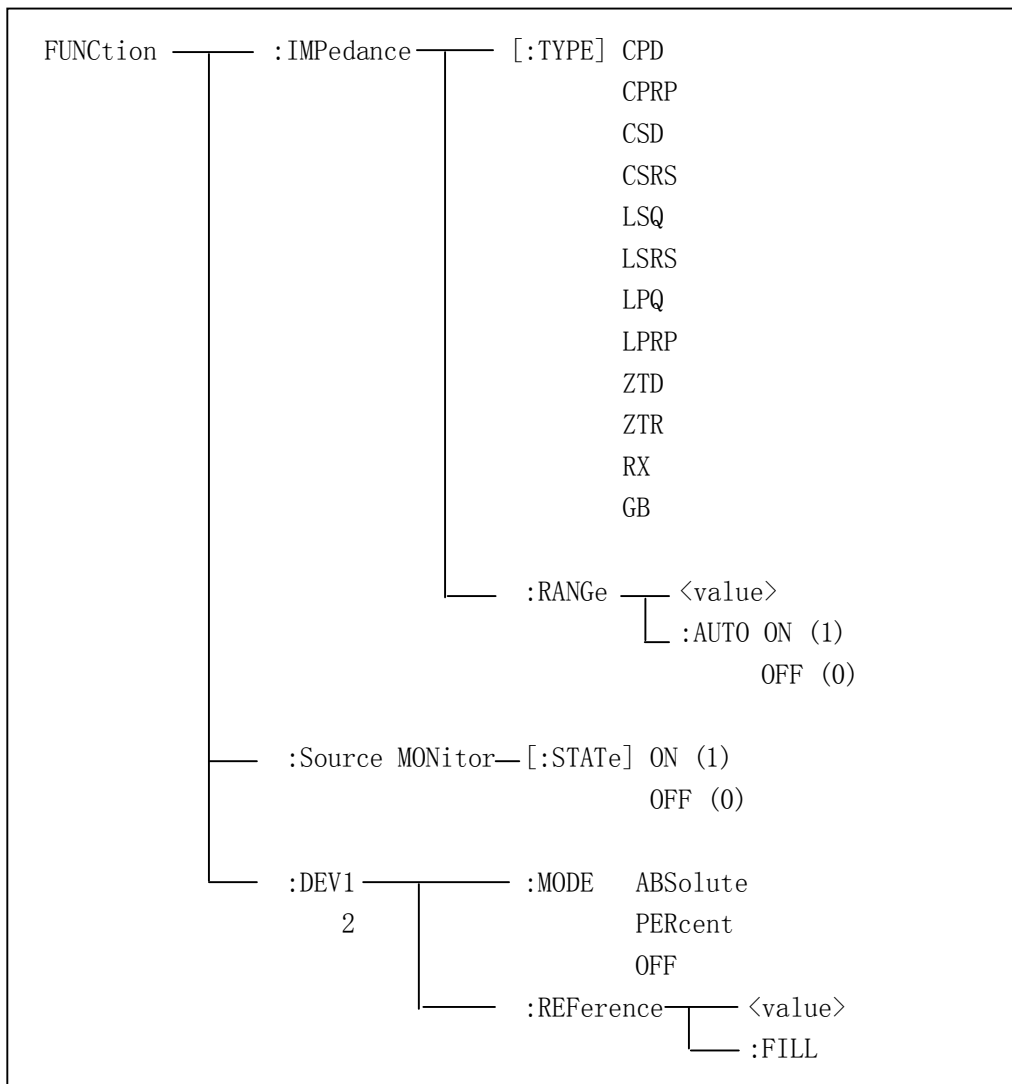 FUNCtion :IMPedance [:TYPE] CPD
CPRP
CSD
CSRS
LSQ
LSRS
LPQ
LPRP
ZTD
ZTR
RX
GB
:RANGe <value>
:AUTO ON (1)
OFF (0)
:Source MONitor [:STATe] ON (1)
OFF (0)
:DEV1 :MODE ABSolute
2 PERcent
OFF
:REFerence <value>
:FILL